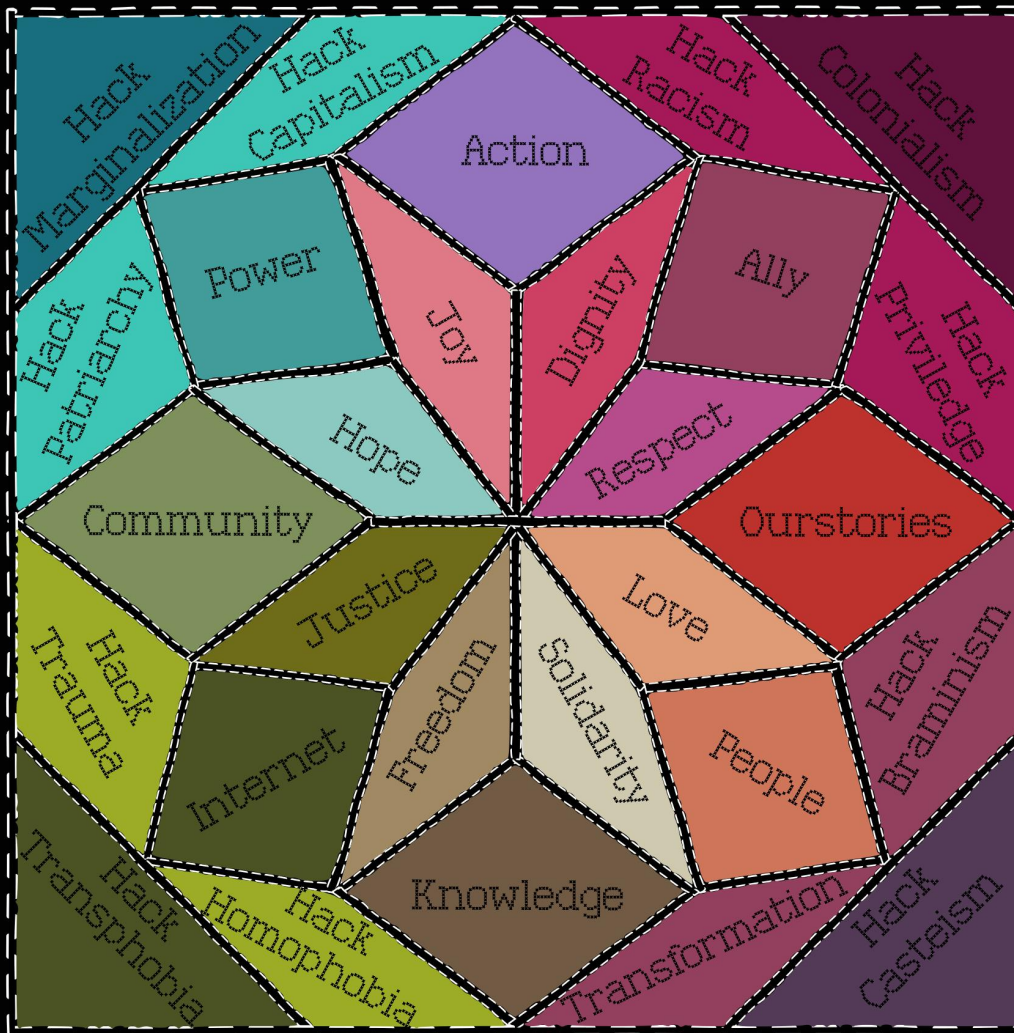 Hack
Marginalization
Hack
Capitalism
Hack
Racism
Hack
Colonialism
Action
Power
Joy
Dignity
Ally
Hack
Patriarchy
Hack
Priviledge
Hope
Respect
Community
Ourstories
Justice
Love
Hack
Trauma
Freedom
Solidarity
Hack
Braminism
Internet
People
Hack
Transphobia
Hack
Homophobia
Knowledge
Transformation
Hack
Casteism